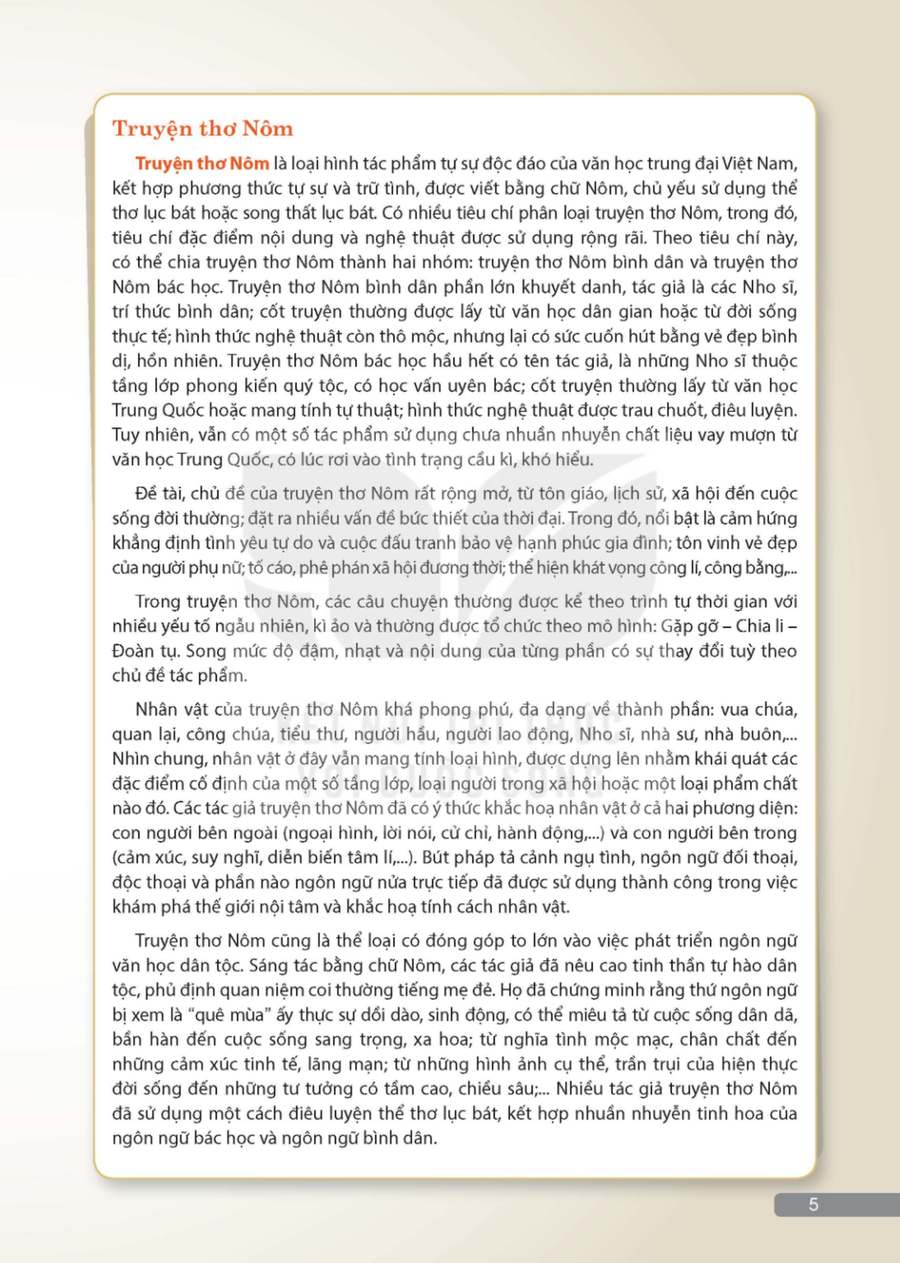 Truyện thơ Nôm
Truyện thơ Nôm là loại hình tác phẩm tự sự độc đáo của văn học trung đại Việt Nam,
kết hợp phương thức tự sự và trữ tình, được viết bằng chữ Nôm, chủ yếu sử dụng thể
thơ lục bát hoặc song thất lục bát. Có nhiều tiêu chí phân loại truyện thơ Nôm, trong đó,
tiêu chí đặc điểm nội dung và nghệ thuật được sử dụng rộng rãi. Theo tiêu chí này,
có thể chia truyện thơ Nôm thành hai nhóm: truyện thơ Nôm bình dân và truyện thơ
Nôm bác học. Truyện thơ Nôm bình dân phần lớn khuyết danh, tác giả là các Nho sĩ,
trí thức bình dân; cốt truyện thường được lấy từ văn học dân gian hoặc từ đời sống
thực tế; hình thức nghệ thuật còn thô mộc, nhưng lại có sức cuốn hút bằng vẻ đẹp bình
dị, hồn nhiên. Truyện thơ Nôm bác học hầu hết có tên tác giả, là những Nho sĩ thuộc
tầng lớp phong kiến quý tộc, có học vấn uyên bác; cốt truyện thường lấy từ văn học
Trung Quốc hoặc mang tính tự thuật; hình thức nghệ thuật được trau chuốt, điêu luyện.
Tuy nhiên, vẫn có một số tác phẩm sử dụng chưa nhuần nhuyễn chất liệu vay mượn từ
văn học Trung Quốc, có lúc rơi vào tình trạng cầu kì, khó hiểu.
Đề tài, chủ đề của truyện thơ Nôm rất rộng mở, từ tôn giáo, lịch sử, xã hội đến cuộc
sống đời thường; đặt ra nhiều vấn đề bức thiết của thời đại. Trong đó, nổi bật là cảm hứng
khẳng định tình yêu tự do và cuộc đấu tranh bảo vệ hạnh phúc gia đình; tôn vinh vẻ đẹp
của người phụ nữ; tố cáo, phê phán xã hội đương thời; thể hiện khát vọng công lí, công bằng,...
Trong truyện thơ Nôm, các câu chuyện thường được kể theo trình tự thời gian với
nhiều yếu tố ngẫu nhiên, kì ảo và thường được tổ chức theo mô hình: Gặp gỡ – Chia li –
Đoàn tụ. Song mức độ đậm, nhạt và nội dung của từng phần có sự thay đổi tuỳ theo
chủ đề tác phẩm.
Nhân vật của truyện thơ Nôm khá phong phú, đa dạng về thành phần: vua chúa,
quan lại, công chúa, tiểu thư, người hầu, người lao động, Nho sĩ, nhà sư, nhà buôn,...
Nhìn chung, nhân vật ở đây vẫn mang tính loại hình, được dựng lên nhằm khái quát các
đặc điểm cố định của một số tầng lớp, loại người trong xã hội hoặc một loại phẩm chất
nào đó. Các tác giả truyện thơ Nôm đã có ý thức khắc hoạ nhân vật ở cả hai phương diện:
con người bên ngoài (ngoại hình, lời nói, cử chỉ, hành động,...) và con người bên trong
(cảm xúc, suy nghĩ, diễn biến tâm lí,...). Bút pháp tả cảnh ngụ tình, ngôn ngữ đối thoại,
độc thoại và phần nào ngôn ngữ nửa trực tiếp đã được sử dụng thành công trong việc
khám phá thế giới nội tâm và khắc hoạ tính cách nhân vật.
Truyện thơ Nôm cũng là thể loại có đóng góp to lớn vào việc phát triển ngôn ngữ
văn học dân tộc. Sáng tác bằng chữ Nôm, các tác giả đã nêu cao tinh thần tự hào dân
tộc, phủ định quan niệm coi thường tiếng mẹ đẻ. Họ đã chứng minh rằng thứ ngôn ngữ
bị xem là “quê mùa” ấy thực sự dồi dào, sinh động, có thể miêu tả từ cuộc sống dân dã,
bần hàn đến cuộc sống sang trọng, xa hoa; từ nghĩa tình mộc mạc, chân chất đến
những cảm xúc tinh tế, lãng mạn; từ những hình ảnh cụ thể, trần trụi của hiện thực
đời sống đến những tư tưởng có tầm cao, chiều sâu;... Nhiều tác giả truyện thơ Nôm
đã sử dụng một cách điêu luyện thể thơ lục bát, kết hợp nhuần nhuyễn tinh hoa của
ngôn ngữ bác học và ngôn ngữ bình dân.
KẾT NỐI TRI THỨC
VỚI CUỘC SỐNG
5